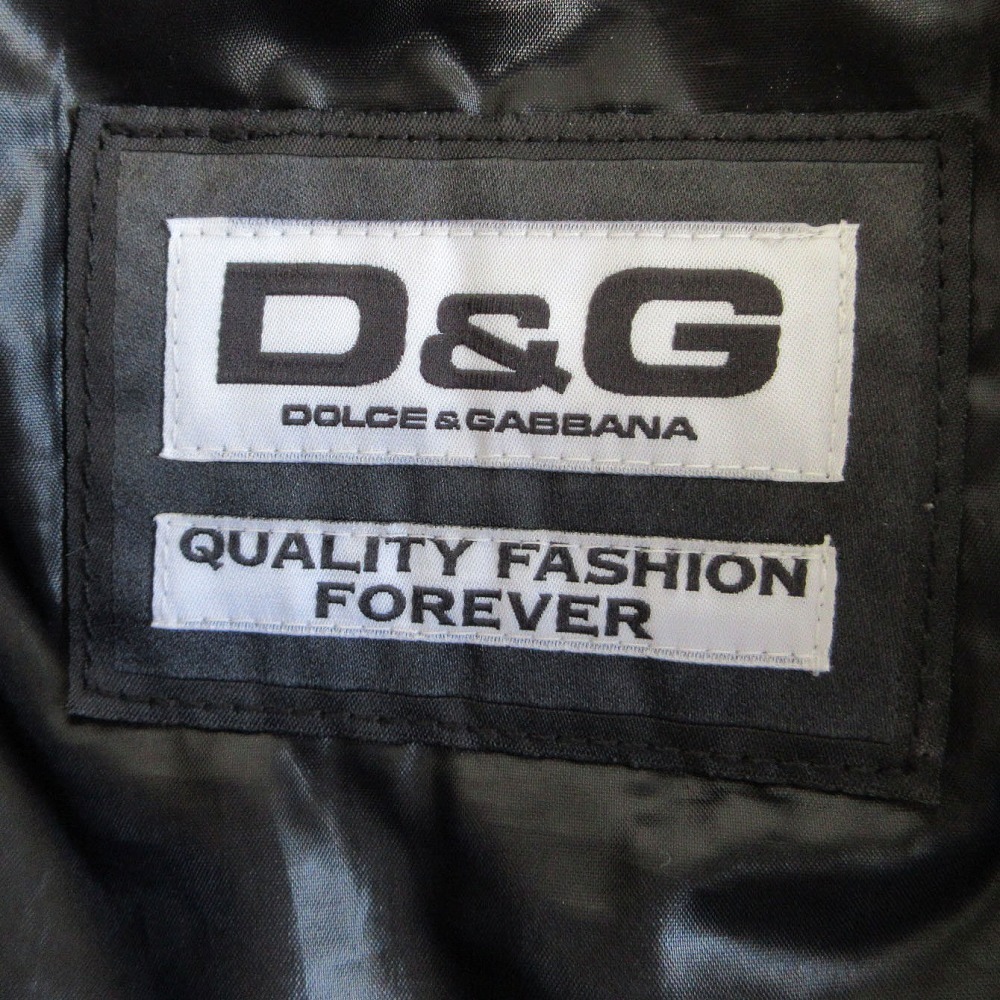 D&G
DOLCE & GABBANA
QUALITY FASHION
FOREVER